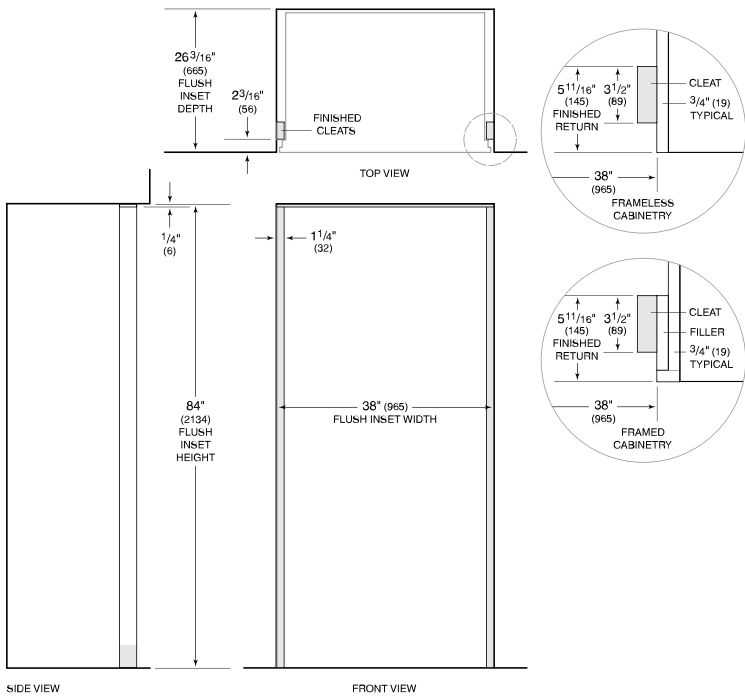 26 3/16"
(665)
FLUSH
INSET
DEPTH
2 3/16"
(56)
FINISHED
CLEATS
TOP VIEW
5 11/16"
(145)
FINISHED
RETURN
3 1/2"
(89)
CLEAT
3/4" (19)
TYPICAL
38"
(965)
FRAMELESS
CABINETRY
1/4"
(6)
1 1/4"
(32)
5 11/16"
(145)
FINISHED
RETURN
3 1/2"
(89)
CLEAT
FILLER
3/4" (19)
TYPICAL
38"
(965)
FRAMED
CABINETRY
84"
(2134)
FLUSH
INSET
HEIGHT
38" (965)
FLUSH INSET WIDTH
SIDE VIEW
FRONT VIEW